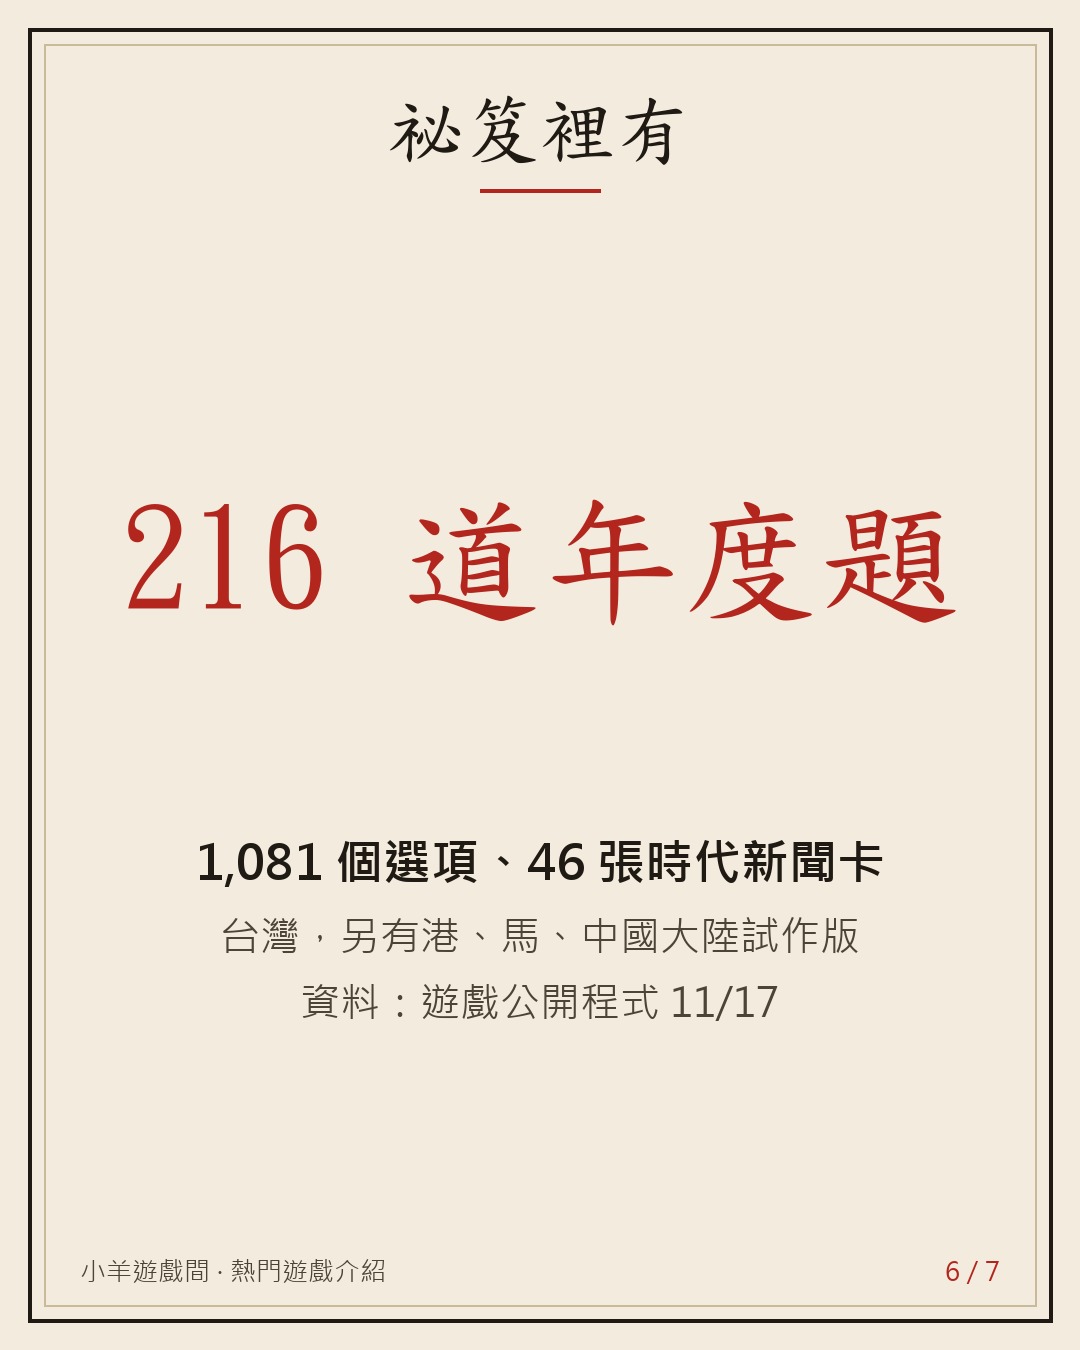 祕笈裡有
216 道年度題
1,081 個選項、46 張時代新聞卡
台灣，另有港、馬、中國大陸試作版
資料：遊戲公開程式 11/17
小羊遊戲間 · 熱門遊戲介紹
6 / 7